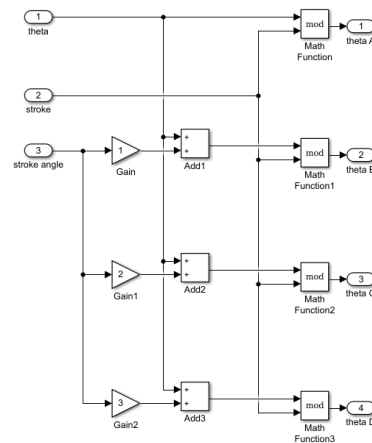 1
theta
mod
Math
Function
1
theta A
2
stroke
3
stroke angle
1
Gain
+
+
Add1
mod
Math
Function1
2
theta B
2
Gain1
+
+
Add2
mod
Math
Function2
3
theta C
3
Gain2
+
+
Add3
mod
Math
Function3
4
theta D